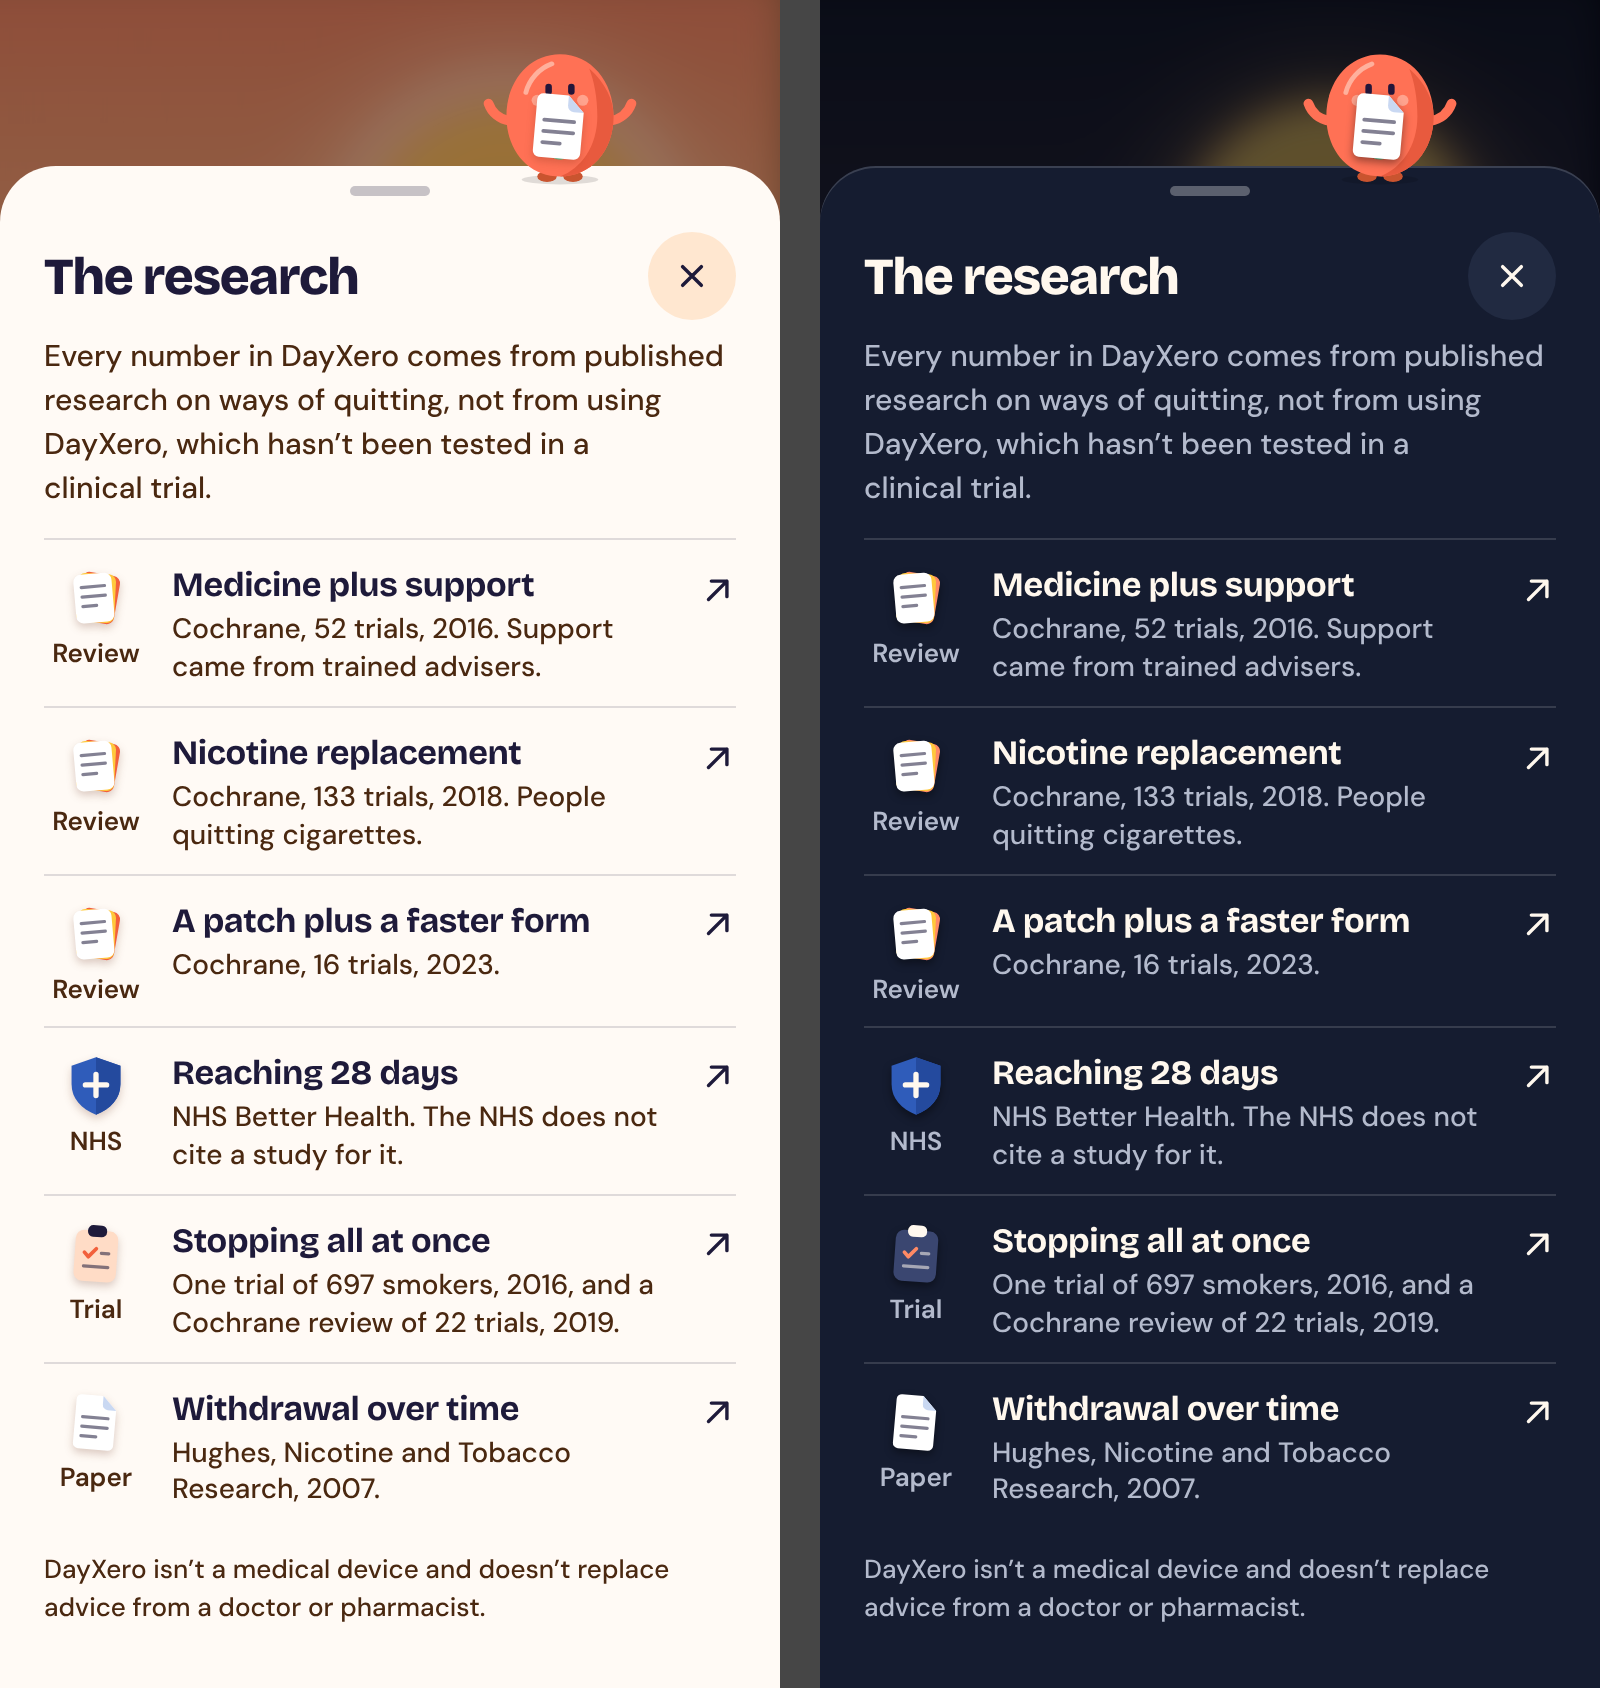 The research
Every number in DayXero comes from published
research on ways of quitting, not from using
DayXero, which hasn’t been tested in a
clinical trial.
Review
Medicine plus support
Cochrane, 52 trials, 2016. Support
came from trained advisers.
Review
Nicotine replacement
Cochrane, 133 trials, 2018. People
quitting cigarettes.
Review
A patch plus a faster form
Cochrane, 16 trials, 2023.
NHS
Reaching 28 days
NHS Better Health. The NHS does not
cite a study for it.
Trial
Stopping all at once
One trial of 697 smokers, 2016, and a
Cochrane review of 22 trials, 2019.
Paper
Withdrawal over time
Hughes, Nicotine and Tobacco
Research, 2007.
DayXero isn’t a medical device and doesn’t replace
advice from a doctor or pharmacist.
The research
Every number in DayXero comes from published
research on ways of quitting, not from using
DayXero, which hasn’t been tested in a
clinical trial.
Review
Medicine plus support
Cochrane, 52 trials, 2016. Support
came from trained advisers.
Review
Nicotine replacement
Cochrane, 133 trials, 2018. People
quitting cigarettes.
Review
A patch plus a faster form
Cochrane, 16 trials, 2023.
NHS
Reaching 28 days
NHS Better Health. The NHS does not
cite a study for it.
Trial
Stopping all at once
One trial of 697 smokers, 2016, and a
Cochrane review of 22 trials, 2019.
Paper
Withdrawal over time
Hughes, Nicotine and Tobacco
Research, 2007.
DayXero isn’t a medical device and doesn’t replace
advice from a doctor or pharmacist.